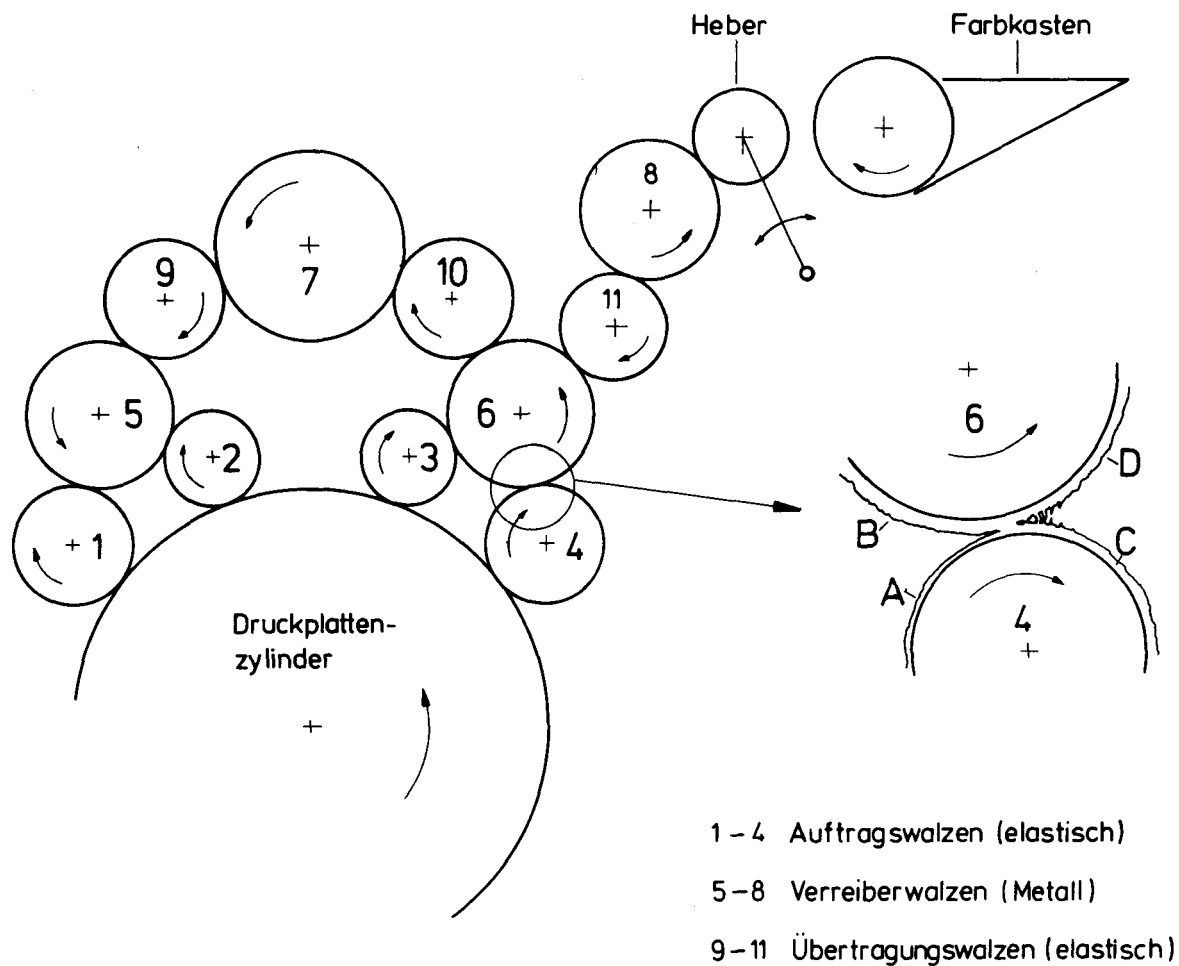 Heber
Farbkasten
8
7
9
10
11
5
6
2
3
1
4
6
D
B
C
A
4
Druckplatten-
zylinder
1–4 Auftragswalzen (elastisch)
5–8 Verreiberwalzen (Metall)
9–11 Übertragungswalzen (elastisch)